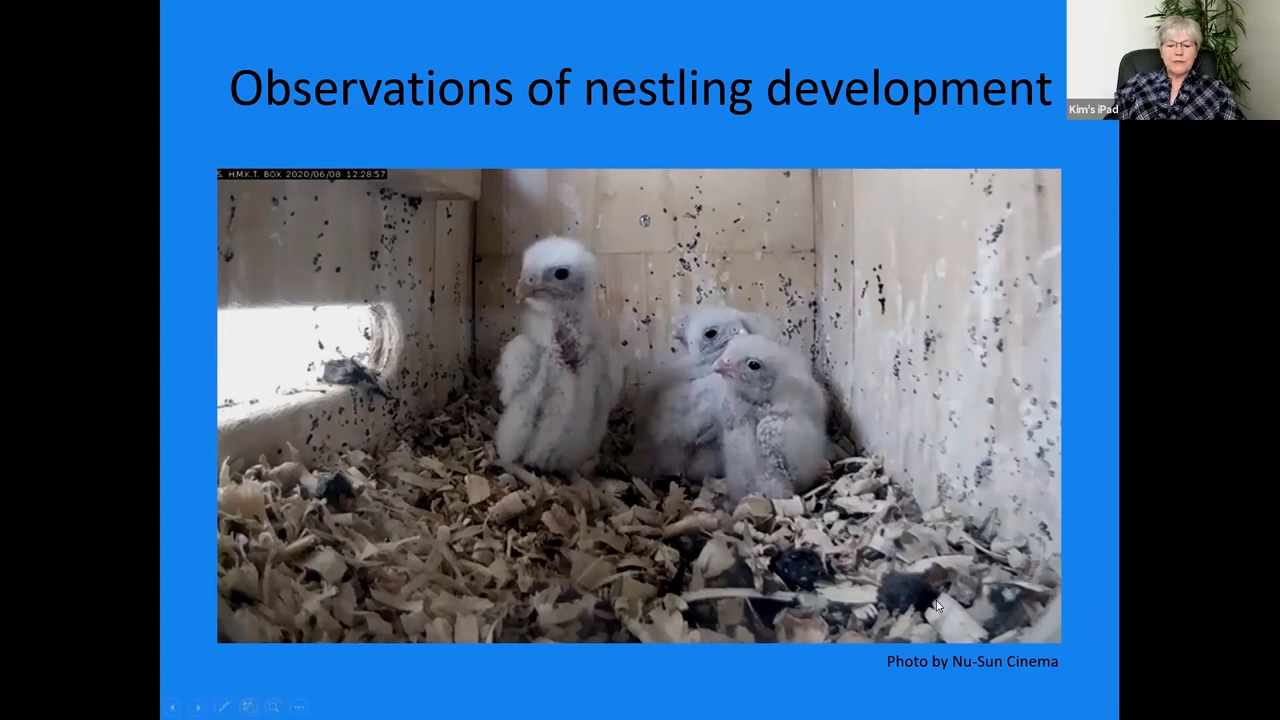 Observations of nestling development
Kim's iPad
S. H.M.K.T. BOX 2020/06/08 12:28:57
Photo by Nu-Sun Cinema